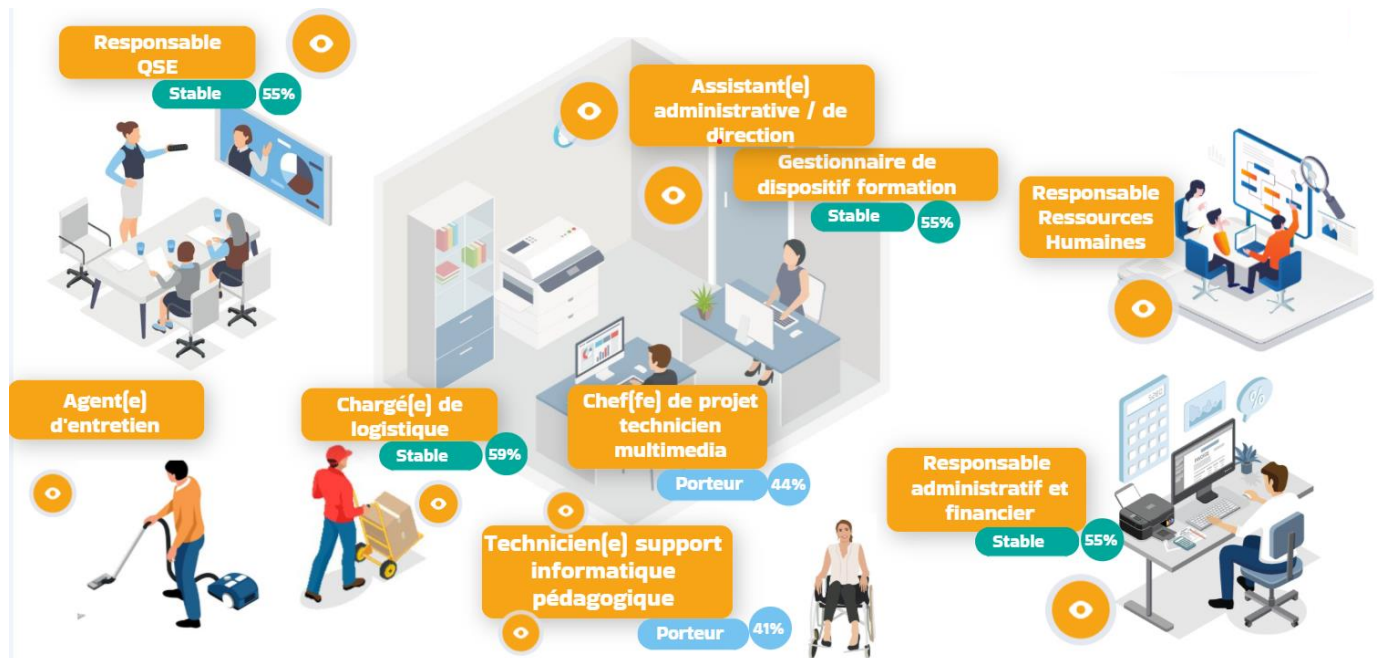 Responsable
QSE
Stable 55%
Assistant(e)
administrative / de
direction
Gestionnaire de
dispositif formation
Stable 55%
Responsable
Ressources
Humaines
Agent(e)
d'entretien
Chargé(e) de
logistique
Stable 59%
Chef(fe) de projet
technicien
multimedia
Porteur 44%
Responsable
administratif et
financier
Stable 55%
Technicien(e) support
informatique
pédagogique
Porteur 41%